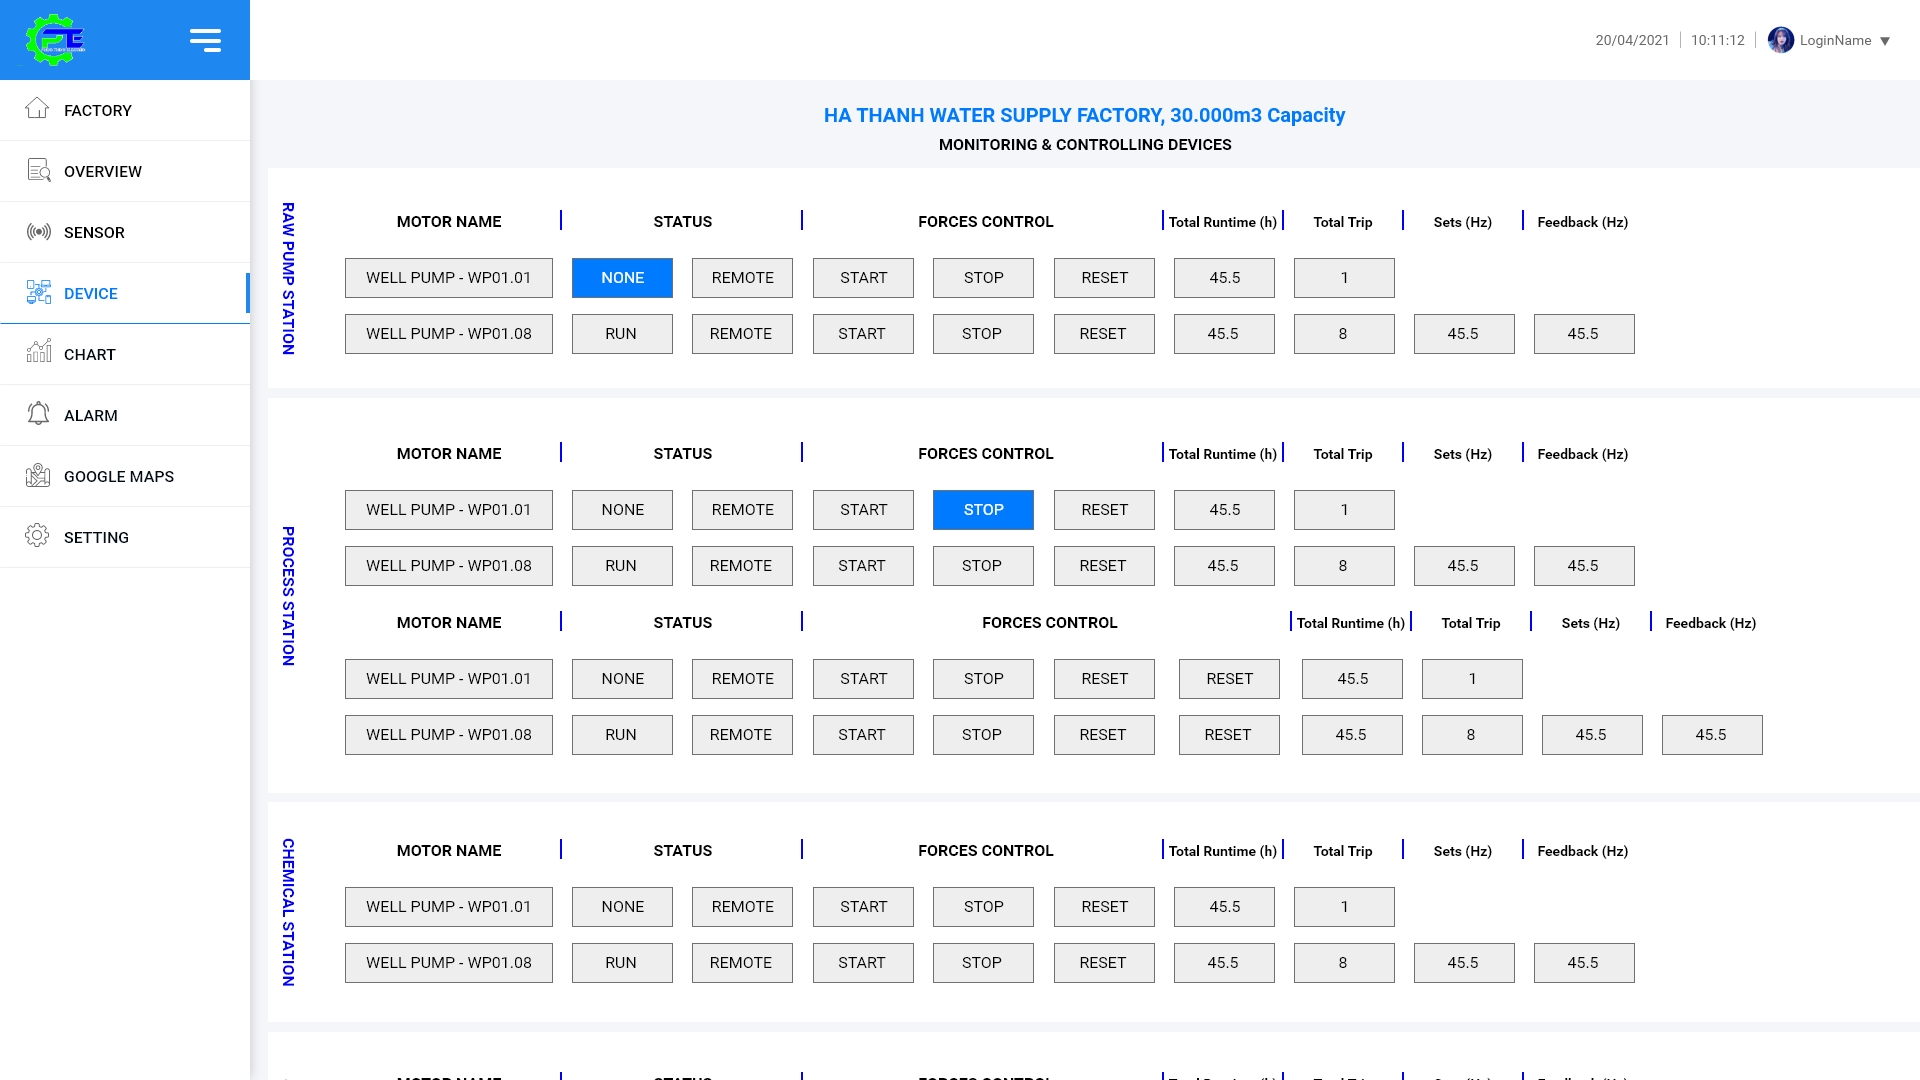 20/04/2021 10:11:12 LoginName ▼
FACTORY
OVERVIEW
SENSOR
DEVICE
CHART
ALARM
GOOGLE MAPS
SETTING
HA THANH WATER SUPPLY FACTORY, 30.000m3 Capacity
MONITORING & CONTROLLING DEVICES
RAW PUMP STATION
MOTOR NAME STATUS FORCES CONTROL Total Runtime (h) Total Trip Sets (Hz) Feedback (Hz)
WELL PUMP - WP01.01 NONE REMOTE START STOP RESET 45.5 1
WELL PUMP - WP01.08 RUN REMOTE START STOP RESET 45.5 8 45.5 45.5
PROCESS STATION
MOTOR NAME STATUS FORCES CONTROL Total Runtime (h) Total Trip Sets (Hz) Feedback (Hz)
WELL PUMP - WP01.01 NONE REMOTE START STOP RESET 45.5 1
WELL PUMP - WP01.08 RUN REMOTE START STOP RESET 45.5 8 45.5 45.5
MOTOR NAME STATUS FORCES CONTROL Total Runtime (h) Total Trip Sets (Hz) Feedback (Hz)
WELL PUMP - WP01.01 NONE REMOTE START STOP RESET RESET 45.5 1
WELL PUMP - WP01.08 RUN REMOTE START STOP RESET RESET 45.5 8 45.5 45.5
CHEMICAL STATION
MOTOR NAME STATUS FORCES CONTROL Total Runtime (h) Total Trip Sets (Hz) Feedback (Hz)
WELL PUMP - WP01.01 NONE REMOTE START STOP RESET 45.5 1
WELL PUMP - WP01.08 RUN REMOTE START STOP RESET 45.5 8 45.5 45.5